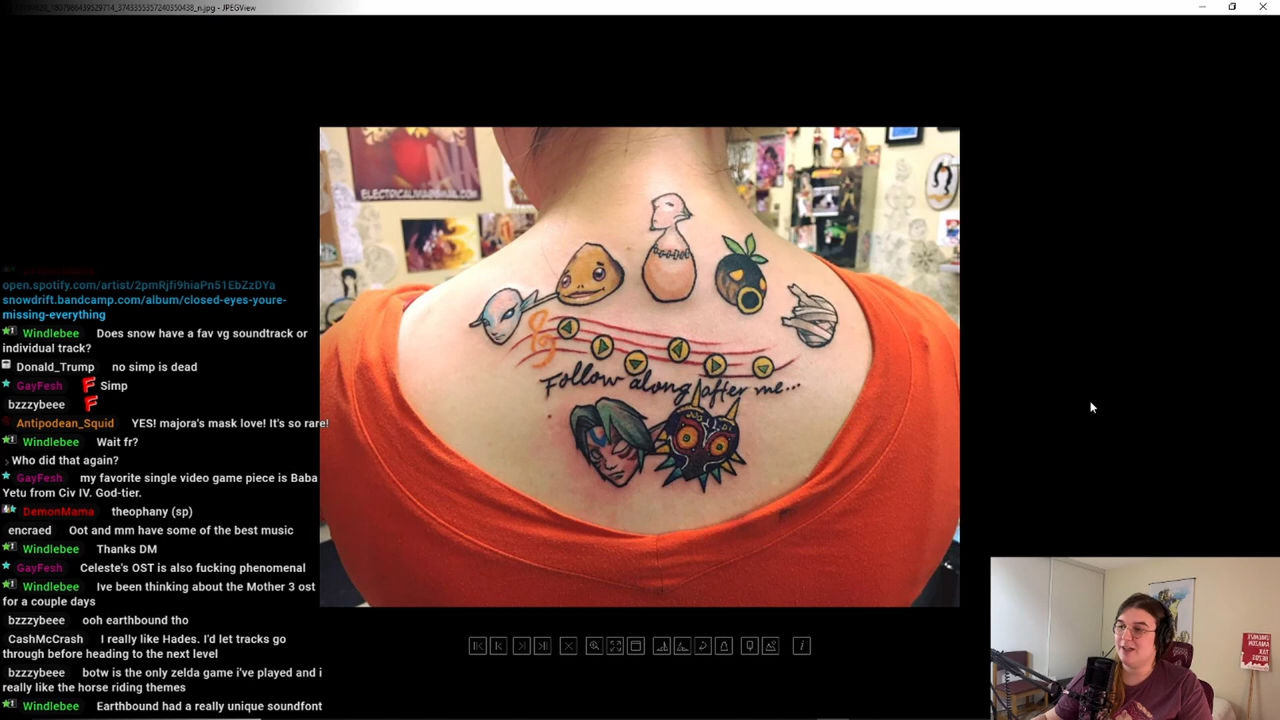 _n.jpg - JPEGView
open.spotify.com/artist/2pmRjfi9hiaPn51EbZzDYa
snowdrift.bandcamp.com/album/closed-eyes-youre-
missing-everything
Windlebee Does snow have a fav vg soundtrack or
individual track?
Donald_Trump no simp is dead
GayFesh F Simp
bzzzybeee F
Antipodean_Squid YES! majora's mask love! It's so rare!
Windlebee Wait fr?
Who did that again?
GayFesh my favorite single video game piece is Baba
Yetu from Civ IV. God-tier.
DemonMama theophany (sp)
encraed Oot and mm have some of the best music
Windlebee Thanks DM
GayFesh Celeste's OST is also fucking phenomenal
Windlebee Ive been thinking about the Mother 3 ost
for a couple days
bzzzybeee ooh earthbound tho
CashMcCrash I really like Hades. I'd let tracks go
through before heading to the next level
bzzzybeee botw is the only zelda game i've played and i
really like the horse riding themes
Windlebee Earthbound had a really unique soundfont
Follow along after me...